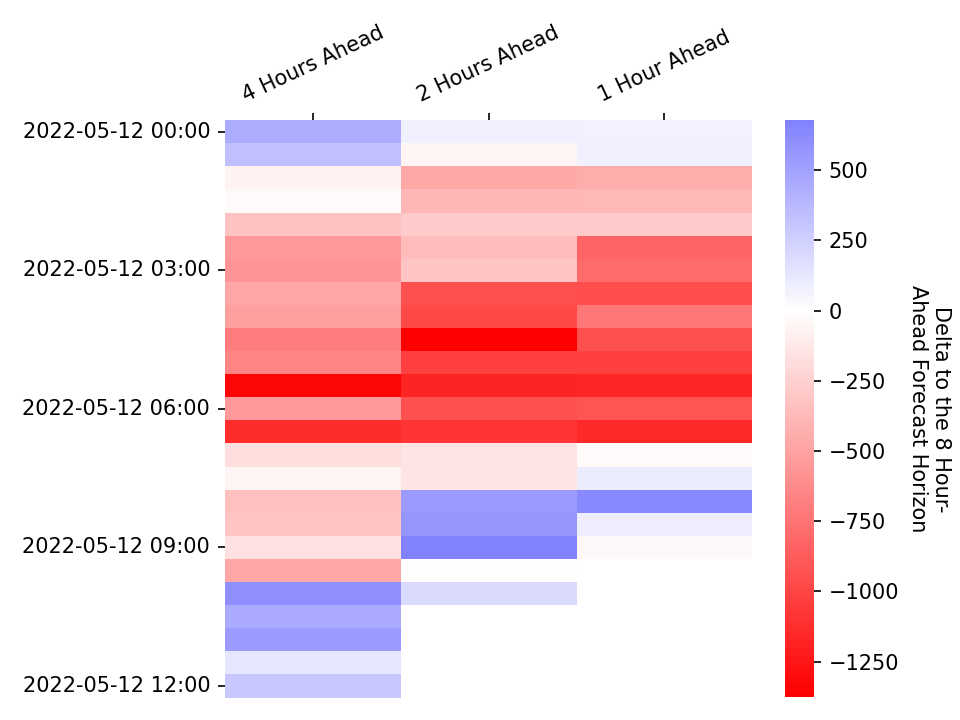 4 Hours Ahead
2 Hours Ahead
1 Hour Ahead
2022-05-12 00:00
2022-05-12 03:00
2022-05-12 06:00
2022-05-12 09:00
2022-05-12 12:00
500
250
0
−250
−500
−750
−1000
−1250
Delta to the 8 Hour-
Ahead Forecast Horizon